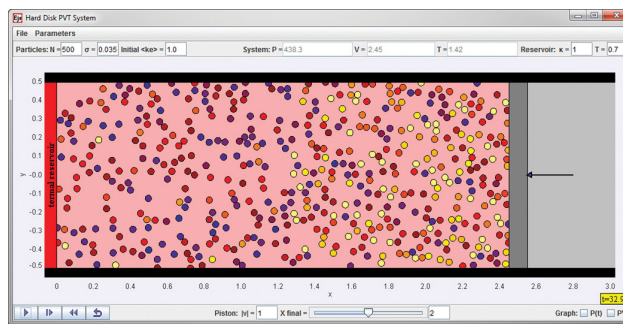 Ejs Hard Disk PVT System
File Parameters
Particles: N = 500 σ = 0.035 Initial <ke>= 1.0 System: P = 438.3 V = 2.45 T = 1.42 Reservoir: κ = 1 T = 0.7
0.5
0.4
0.3
0.2
0.1
-0.0
-0.1
-0.2
-0.3
-0.4
-0.5
y
termal reservoir
0 0.2 0.4 0.6 0.8 1.0 1.2 1.4 1.6 1.8 2.0 2.2 2.4 2.6 2.8 3.0
x
t=32.9
Piston: |v| = 1 X final = 2 Graph: P(t)